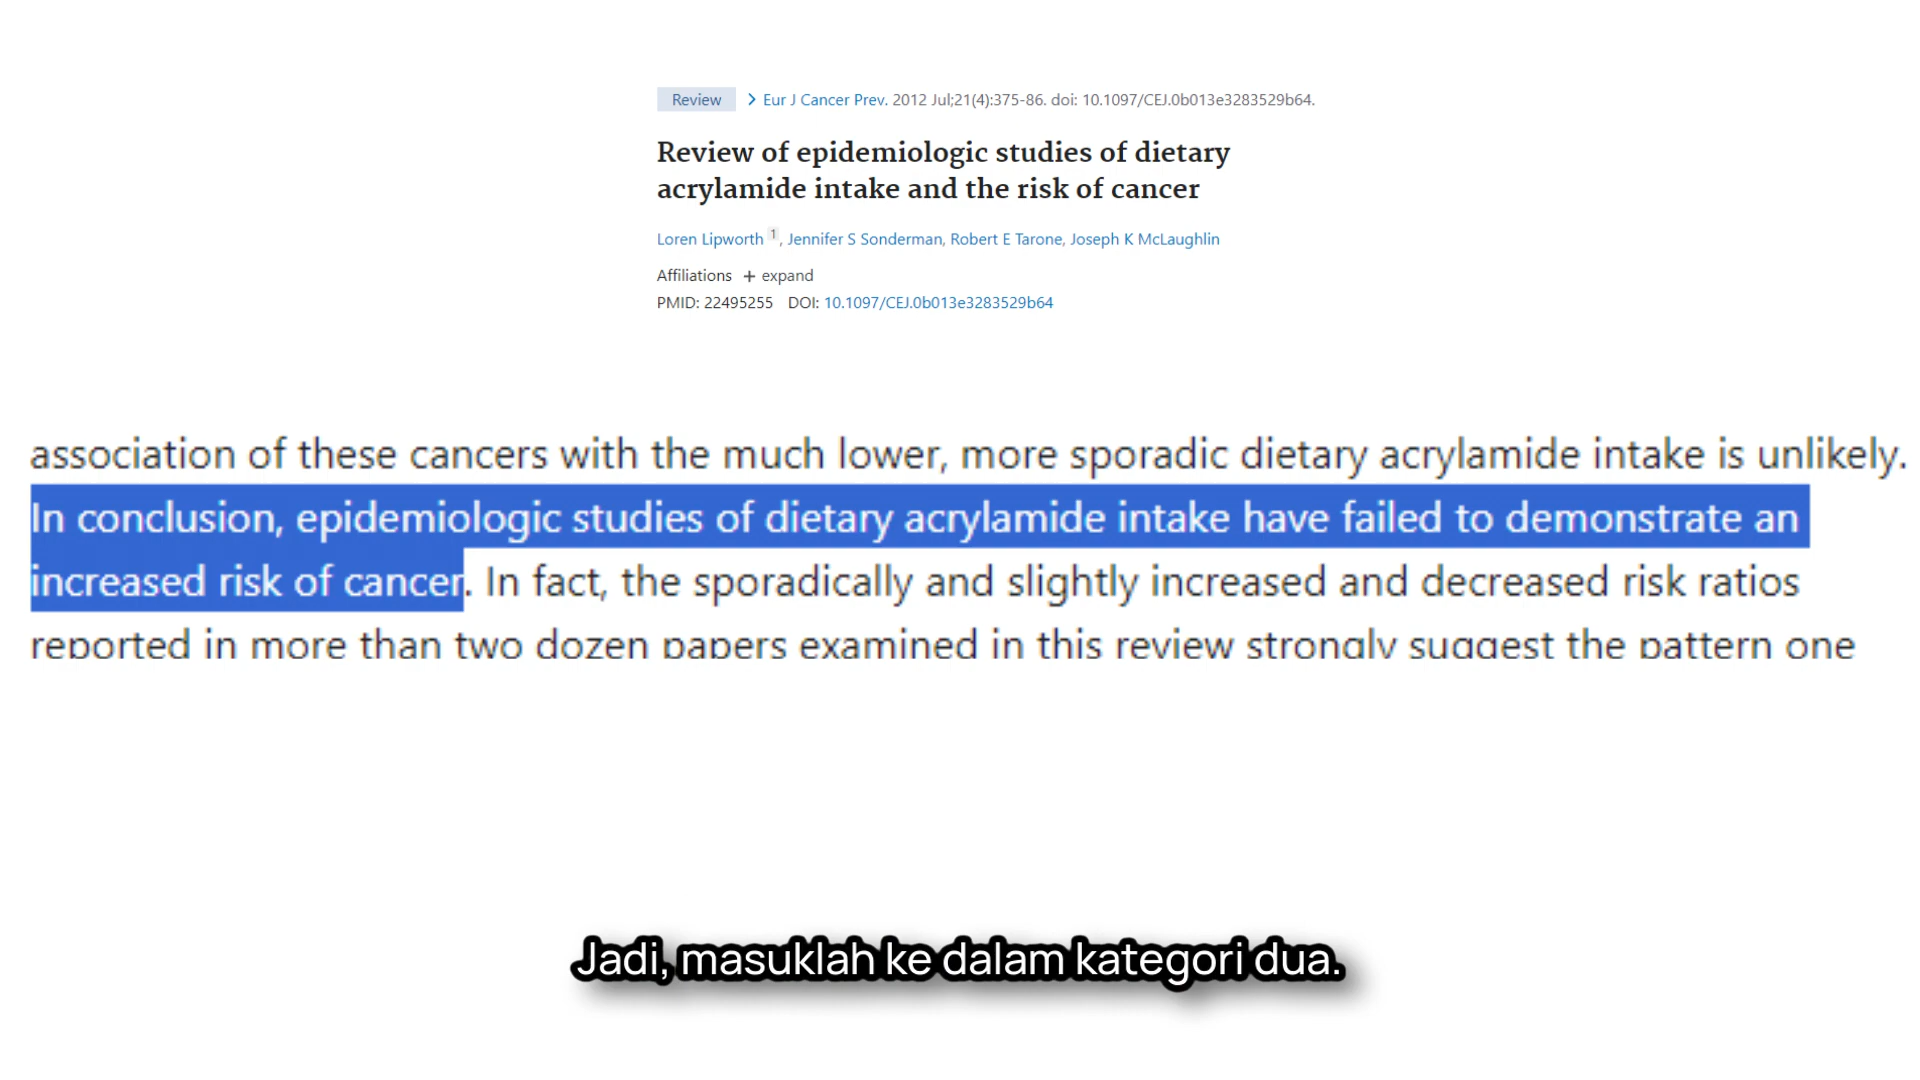 Review > Eur J Cancer Prev. 2012 Jul;21(4):375-86. doi: 10.1097/CEJ.0b013e3283529b64.
Review of epidemiologic studies of dietary
acrylamide intake and the risk of cancer
Loren Lipworth 1, Jennifer S Sonderman, Robert E Tarone, Joseph K McLaughlin
Affiliations + expand
PMID: 22495255 DOI: 10.1097/CEJ.0b013e3283529b64
association of these cancers with the much lower, more sporadic dietary acrylamide intake is unlikely.
In conclusion, epidemiologic studies of dietary acrylamide intake have failed to demonstrate an
increased risk of cancer. In fact, the sporadically and slightly increased and decreased risk ratios
reported in more than two dozen papers examined in this review strongly suggest the pattern one
Jadi, masuklah ke dalam kategori dua.